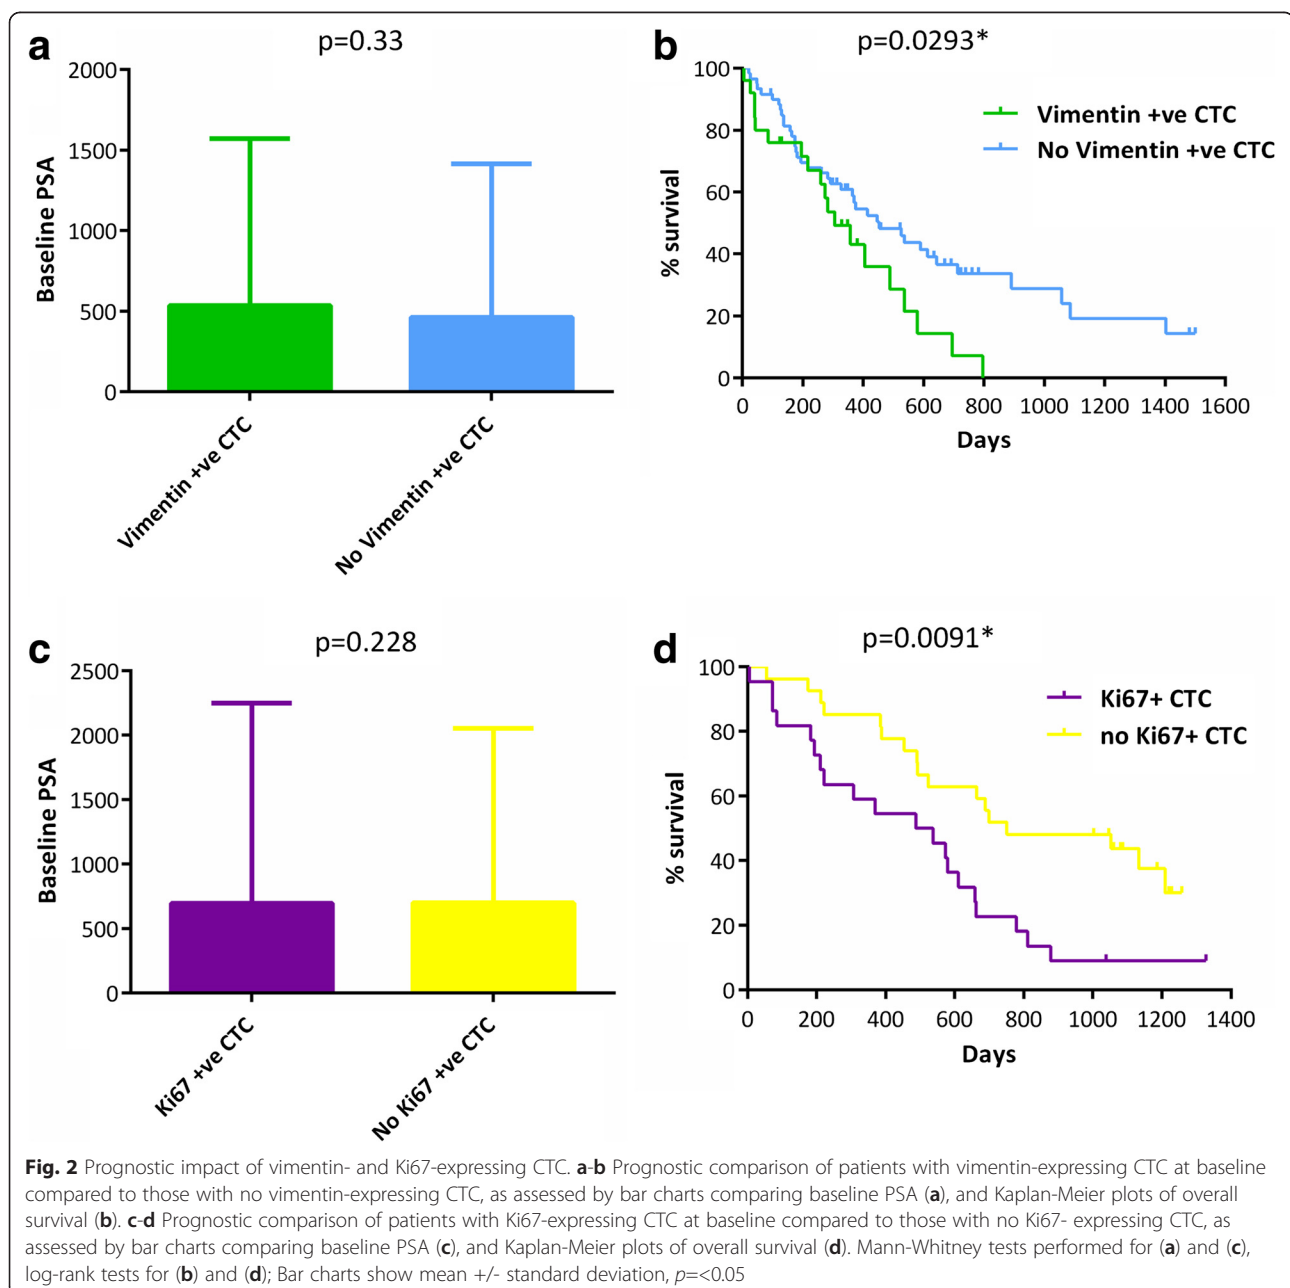 a
p=0.33
2000
1500
1000
500
0
Baseline PSA
Vimentin +ve CTC
No Vimentin +ve CTC
b
p=0.0293*
100
80
60
40
20
0
% survival
Vimentin +ve CTC
No Vimentin +ve CTC
0 200 400 600 800 1000 1200 1400 1600
Days
c
p=0.228
2500
2000
1500
1000
500
0
Baseline PSA
Ki67 +ve CTC
No Ki67 +ve CTC
d
p=0.0091*
100
80
60
40
20
0
% survival
Ki67+ CTC
no Ki67+ CTC
0 200 400 600 800 1000 1200 1400
Days
Fig. 2 Prognostic impact of vimentin- and Ki67-expressing CTC. a-b Prognostic comparison of patients with vimentin-expressing CTC at baseline
compared to those with no vimentin-expressing CTC, as assessed by bar charts comparing baseline PSA (a), and Kaplan-Meier plots of overall
survival (b). c-d Prognostic comparison of patients with Ki67-expressing CTC at baseline compared to those with no Ki67- expressing CTC, as
assessed by bar charts comparing baseline PSA (c), and Kaplan-Meier plots of overall survival (d). Mann-Whitney tests performed for (a) and (c),
log-rank tests for (b) and (d); Bar charts show mean +/- standard deviation, p=<0.05